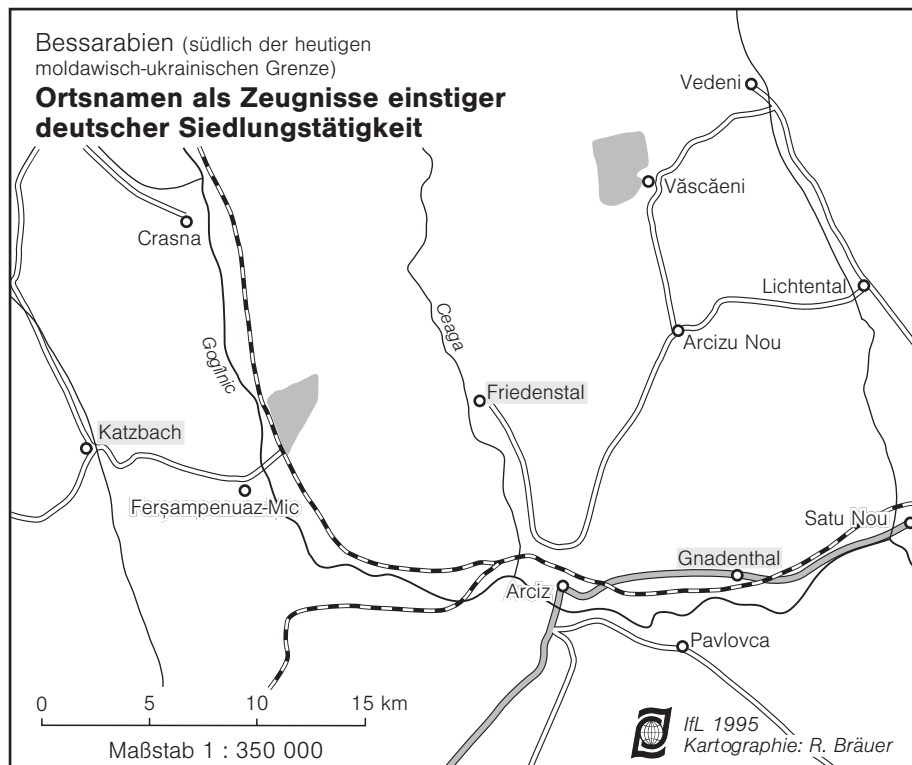 Bessarabien (südlich der heutigen
moldawisch-ukrainischen Grenze)
Ortsnamen als Zeugnisse einstiger
deutscher Siedlungstätigkeit
Vedeni
Văscăeni
Crasna
Lichtental
Ceaga
Gogîlnic
Arcizu Nou
Friedenstal
Katzbach
Ferşampenuaz-Mic
Satu Nou
Gnadenthal
Arciz
Pavlovca
0 5 10 15 km
Maßstab 1 : 350 000
IfL 1995
Kartographie: R. Bräuer